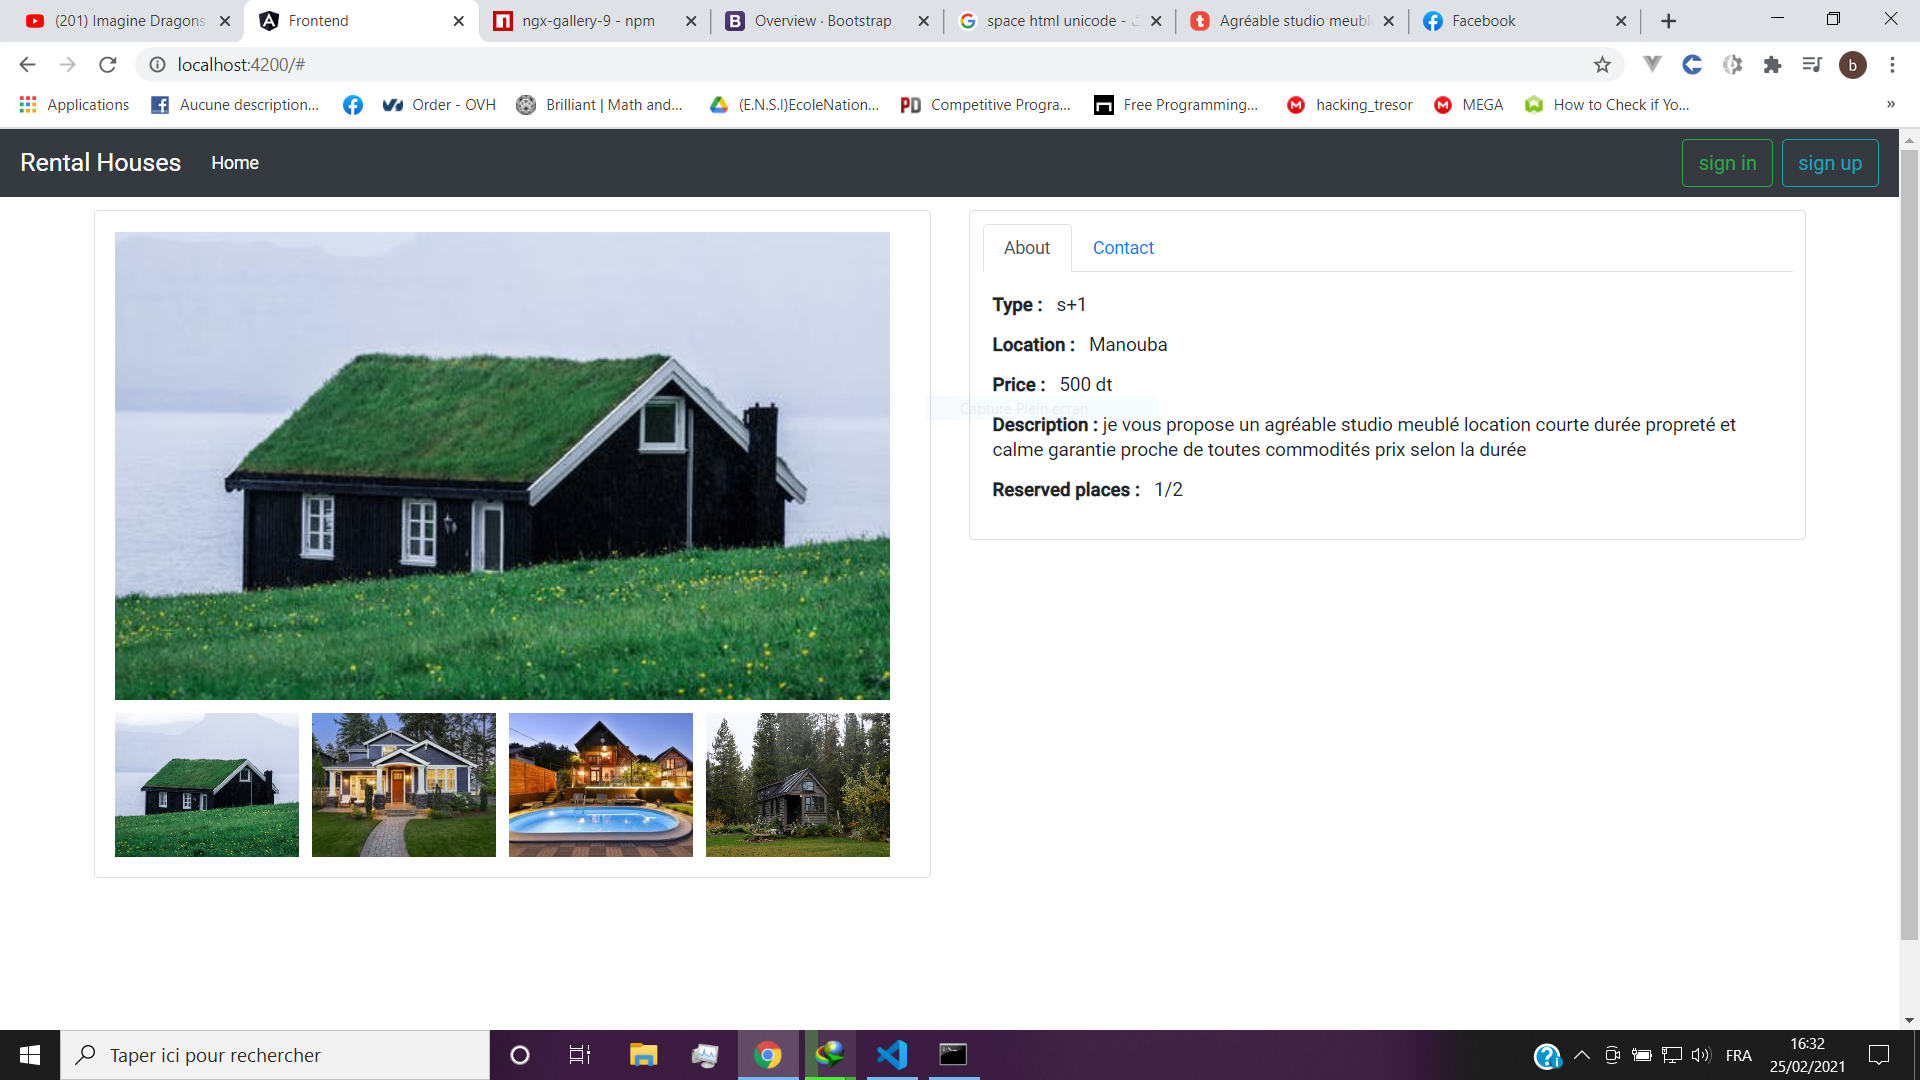 (201) Imagine Dragons
Frontend
ngx-gallery-9 - npm
Overview · Bootstrap
space html unicode -
Agréable studio meubl
Facebook
localhost:4200/#
b
Applications
Aucune description...
Order - OVH
Brilliant | Math and...
(E.N.S.I)EcoleNation...
PD Competitive Progra...
Free Programming...
hacking_tresor
MEGA
How to Check if Yo...
»
Rental Houses
Home
sign in
sign up
About
Contact
Type : s+1
Location : Manouba
Price : 500 dt
Capture Plein écran
Description : je vous propose un agréable studio meublé location courte durée propreté et
calme garantie proche de toutes commodités prix selon la durée
Reserved places : 1/2
Taper ici pour rechercher
FRA
16:32
25/02/2021